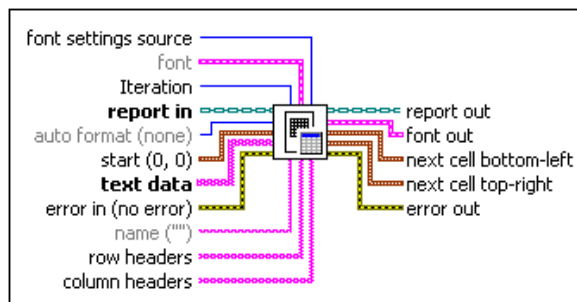 font settings source
font
Iteration
report in
report out
auto format (none)
font out
start (0, 0)
next cell bottom-left
text data
next cell top-right
error in (no error)
error out
name ("")
row headers
column headers